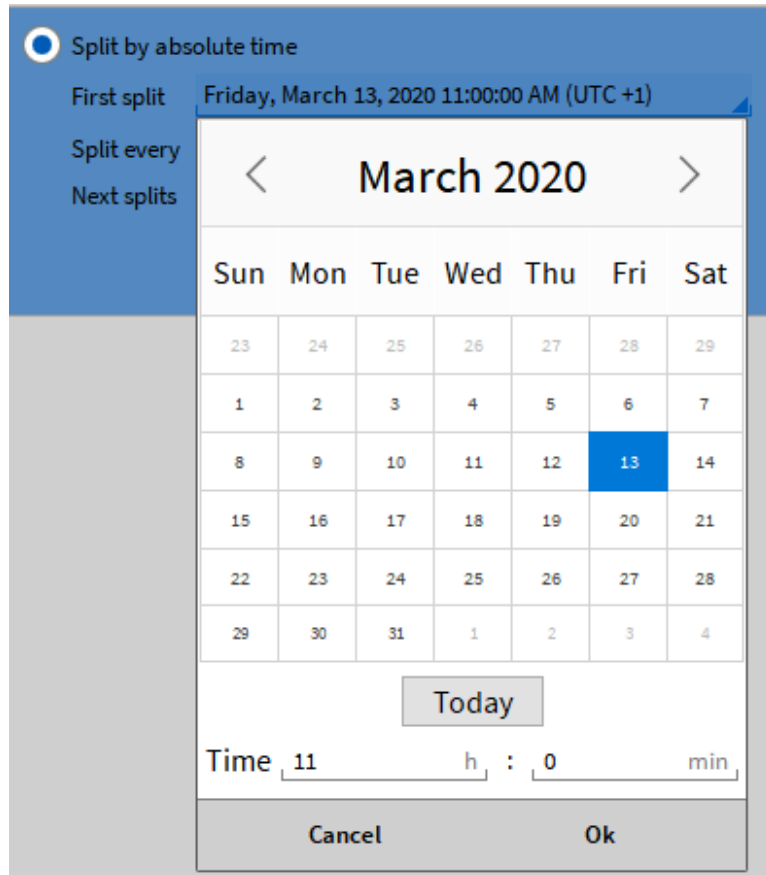 Split by absolute time
First split Friday, March 13, 2020 11:00:00 AM (UTC +1)
Split every
Next splits
March 2020
Sun Mon Tue Wed Thu Fri Sat
23 24 25 26 27 28 29
1 2 3 4 5 6 7
8 9 10 11 12 13 14
15 16 17 18 19 20 21
22 23 24 25 26 27 28
29 30 31 1 2 3 4
Today
Time 11 h : 0 min
Cancel Ok